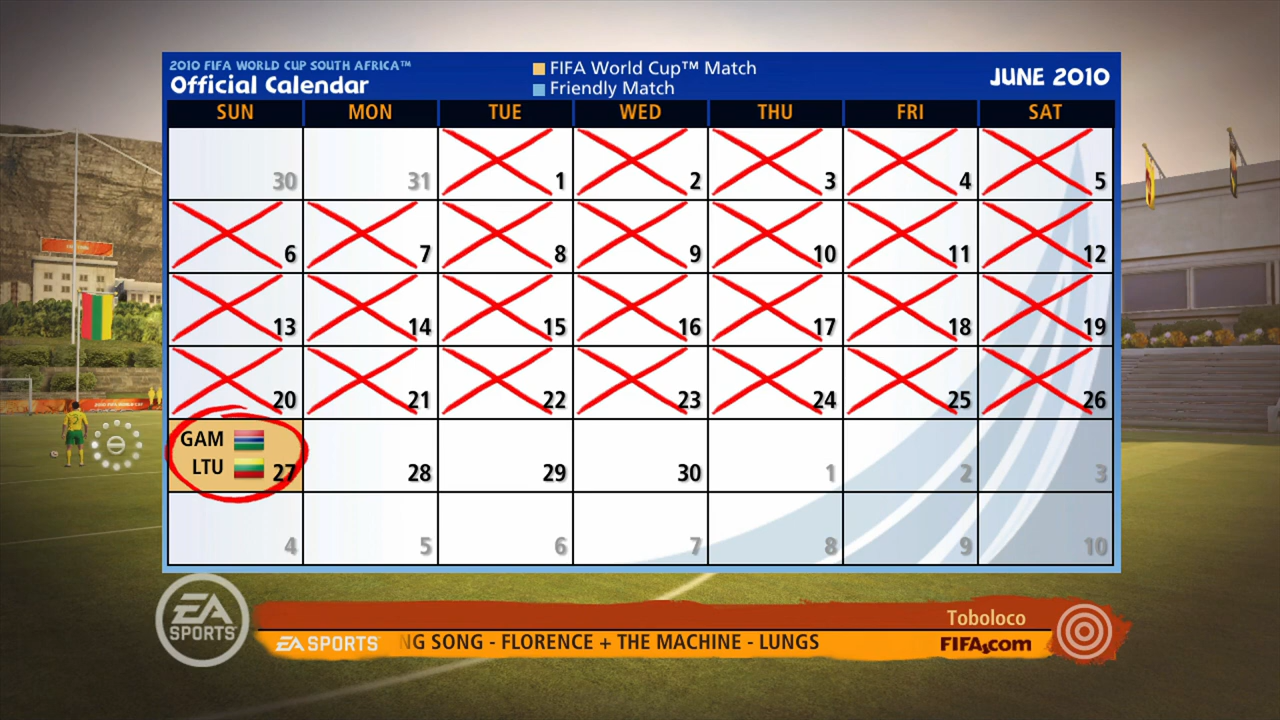 2010 FIFA WORLD CUP SOUTH AFRICA™
Official Calendar
FIFA World Cup™ Match
Friendly Match
JUNE 2010
SUN MON TUE WED THU FRI SAT
30 31 1 2 3 4 5
6 7 8 9 10 11 12
13 14 15 16 17 18 19
20 21 22 23 24 25 26
GAM
LTU 27 28 29 30 1 2 3
4 5 6 7 8 9 10
EA
SPORTS
Toboloco
EA SPORTS NG SONG - FLORENCE + THE MACHINE - LUNGS FIFA.com